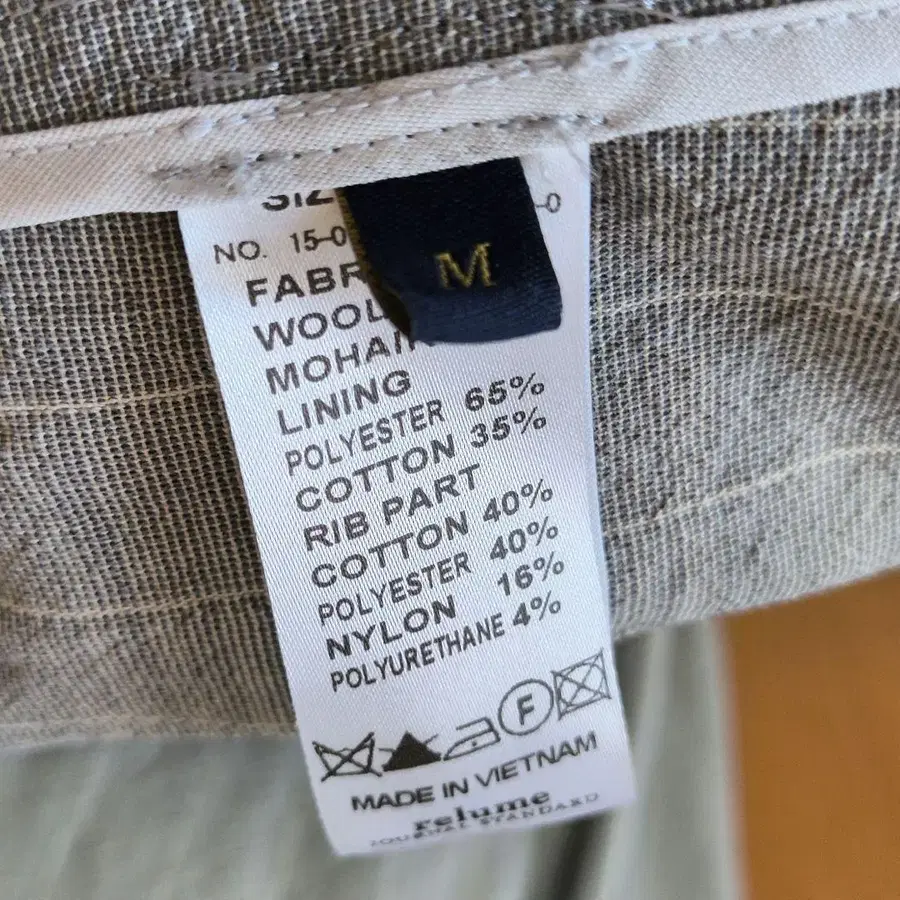 M
NO. 15-0
FABR
WOOL
MOHAI
LINING
POLYESTER 65%
COTTON 35%
RIB PART
COTTON 40%
POLYESTER 40%
NYLON 16%
POLYURETHANE 4%
F
MADE IN VIETNAM
relume
JOURNAL STANDARD